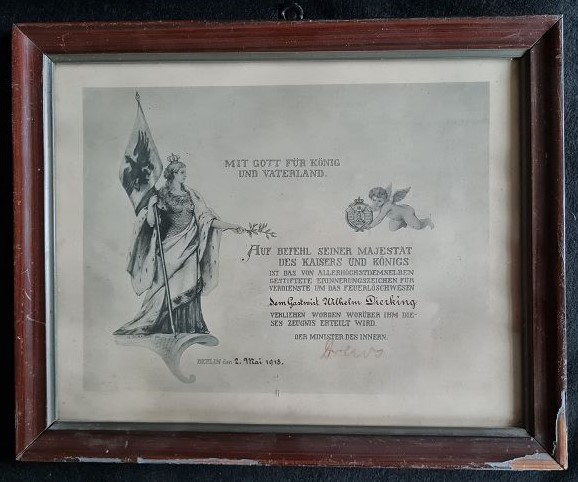 MIT GOTT FÜR KÖNIG
UND VATERLAND.
AUF BEFEHL SEINER MAJESTAT
DES KAISERS UND KÖNIGS
IST DAS VON ALLERHÖCHSTDEMSELBEN
GESTIFTETE ERINNERUNGSZEICHEN FÜR
VERDIENSTE UM DAS FEUERLÖSCHWESEN
dem Gastwirt Wilhelm Dierking
VERLIEHEN WORDEN WORÜBER IHM DIE-
SES ZEUGNIS ERTEILT WIRD.
DER MINISTER DES INNERN.
BERLIN den 2. Mai 1918.